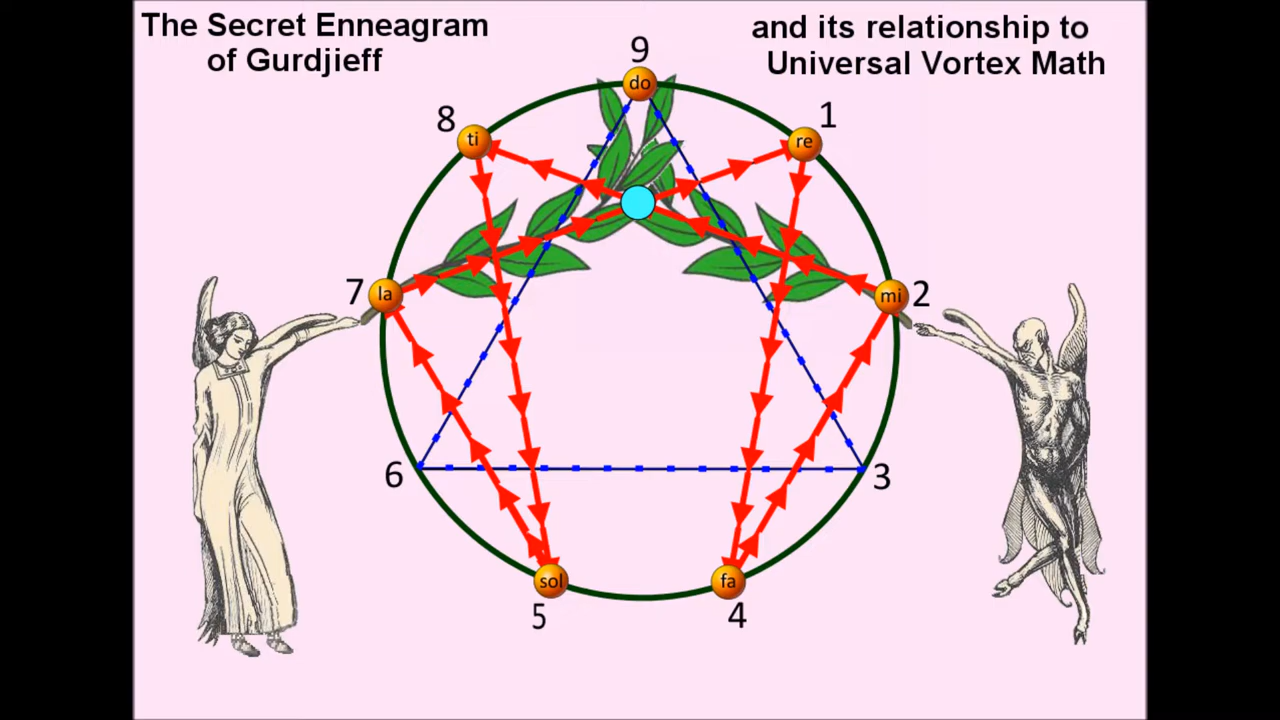 The Secret Enneagram
of Gurdjieff
and its relationship to
Universal Vortex Math
9
do
8
ti
1
re
7
la
mi
2
6
3
sol
fa
5
4